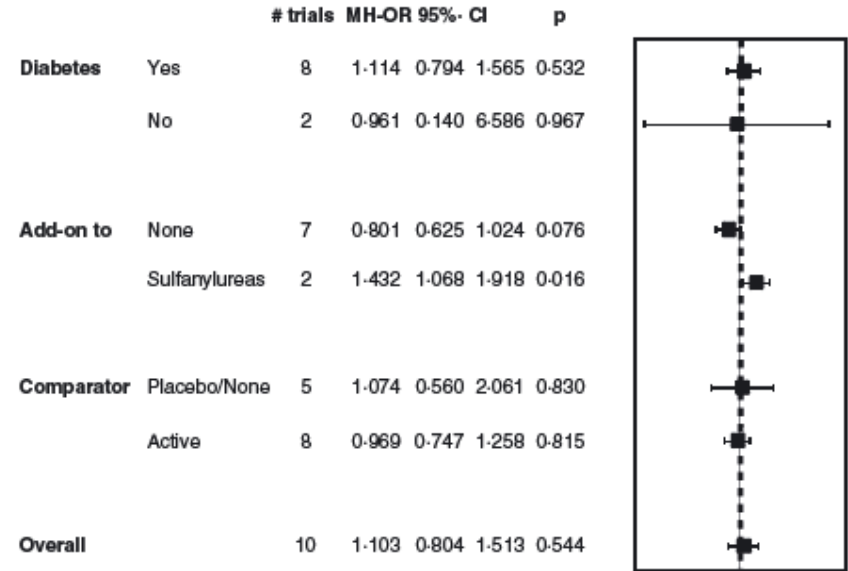 # trials MH-OR 95%· CI p
Diabetes Yes 8 1·114 0·794 1·565 0·532
No 2 0·961 0·140 6·586 0·967
Add-on to None 7 0·801 0·625 1·024 0·076
Sulfanylureas 2 1·432 1·068 1·918 0·016
Comparator Placebo/None 5 1·074 0·560 2·061 0·830
Active 8 0·969 0·747 1·258 0·815
Overall 10 1·103 0·804 1·513 0·544